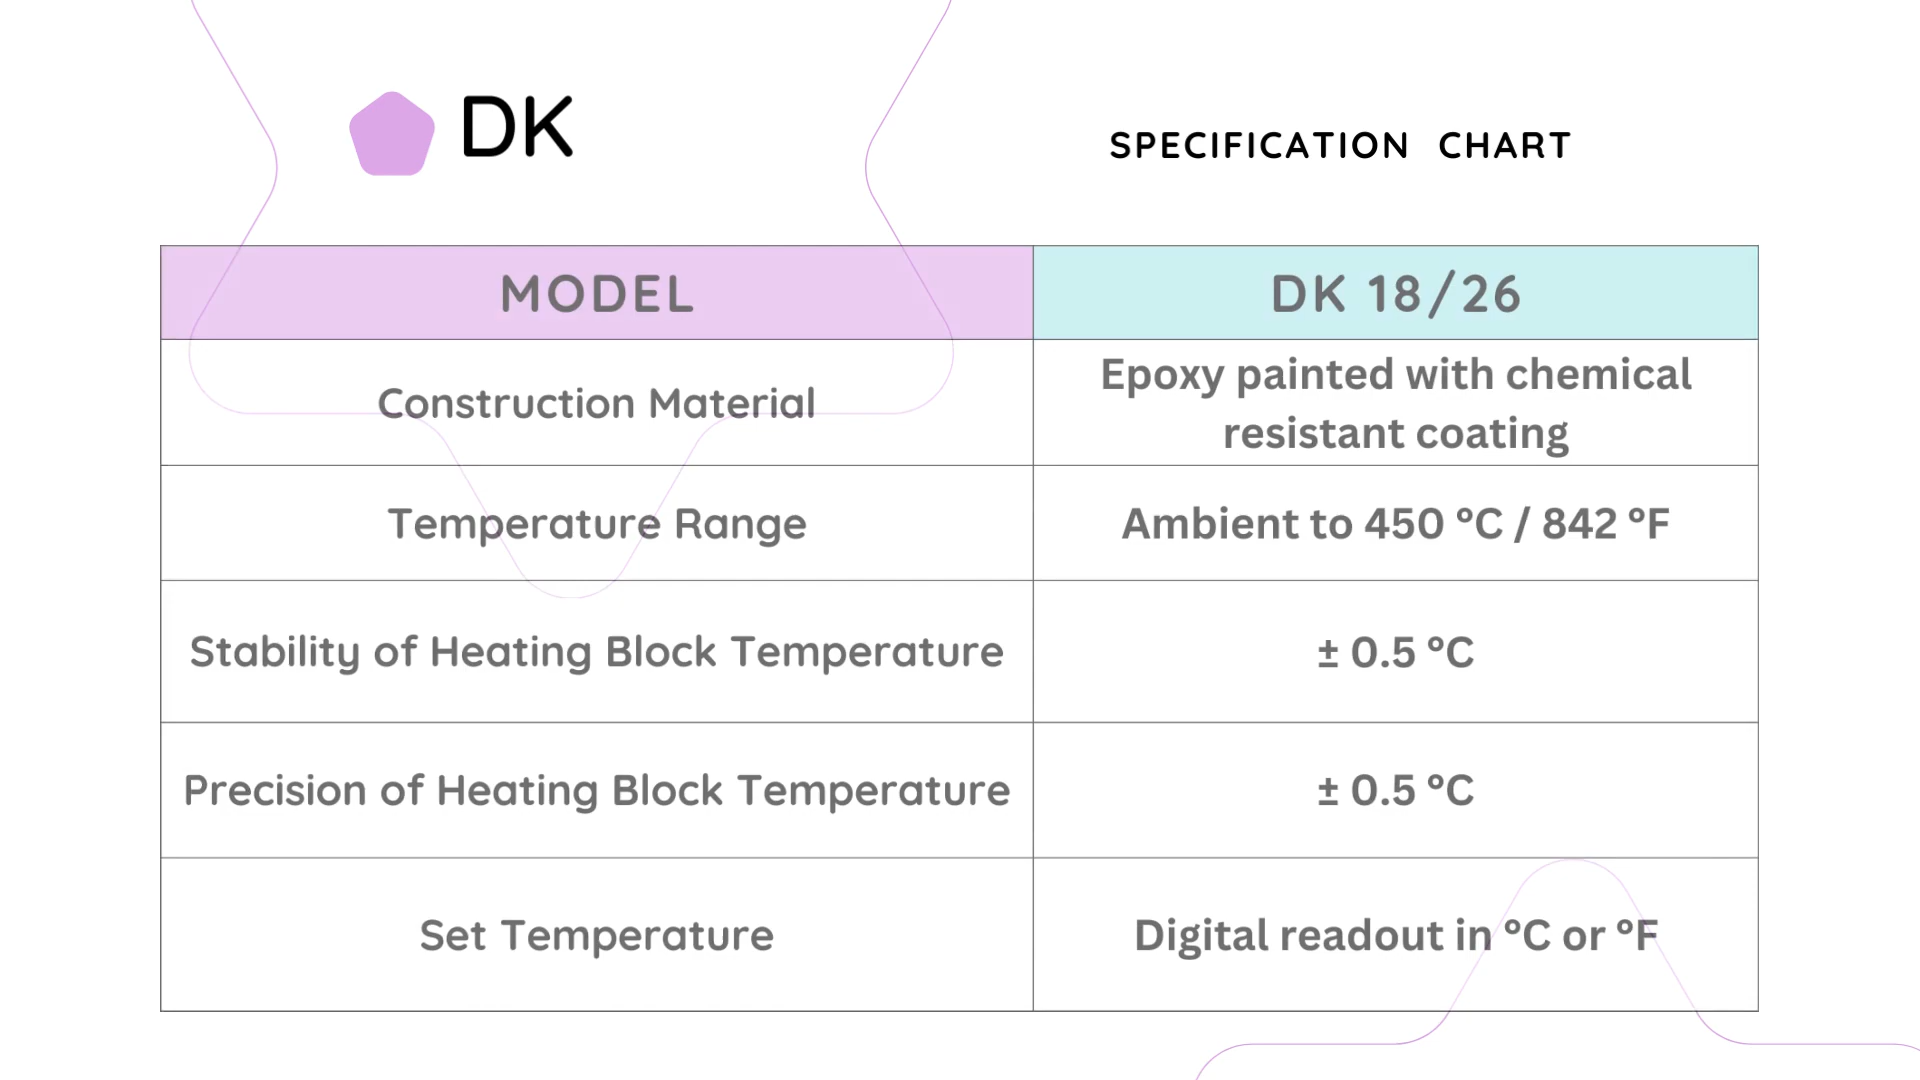 DK
SPECIFICATION CHART
MODEL
DK 18/26
Construction Material
Epoxy painted with chemical
resistant coating
Temperature Range
Ambient to 450 °C / 842 °F
Stability of Heating Block Temperature
± 0.5 °C
Precision of Heating Block Temperature
± 0.5 °C
Set Temperature
Digital readout in °C or °F